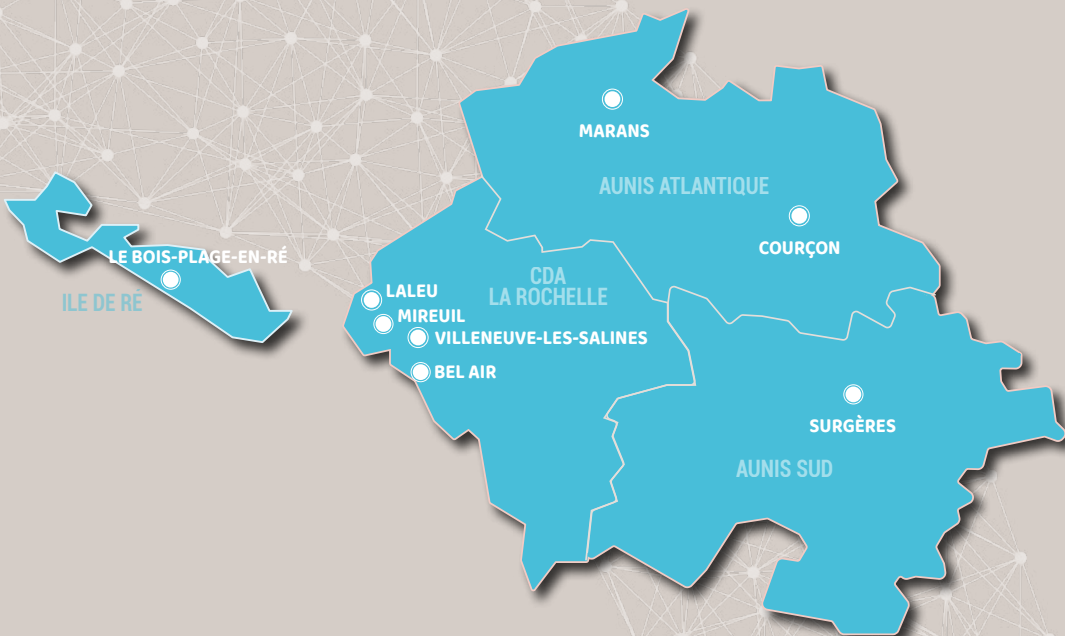 MARANS
AUNIS ATLANTIQUE
COURÇON
LE BOIS-PLAGE-EN-RÉ
ILE DE RÉ
CDA
LA ROCHELLE
LALEU
MIREUIL
VILLENEUVE-LES-SALINES
BEL AIR
SURGÈRES
AUNIS SUD